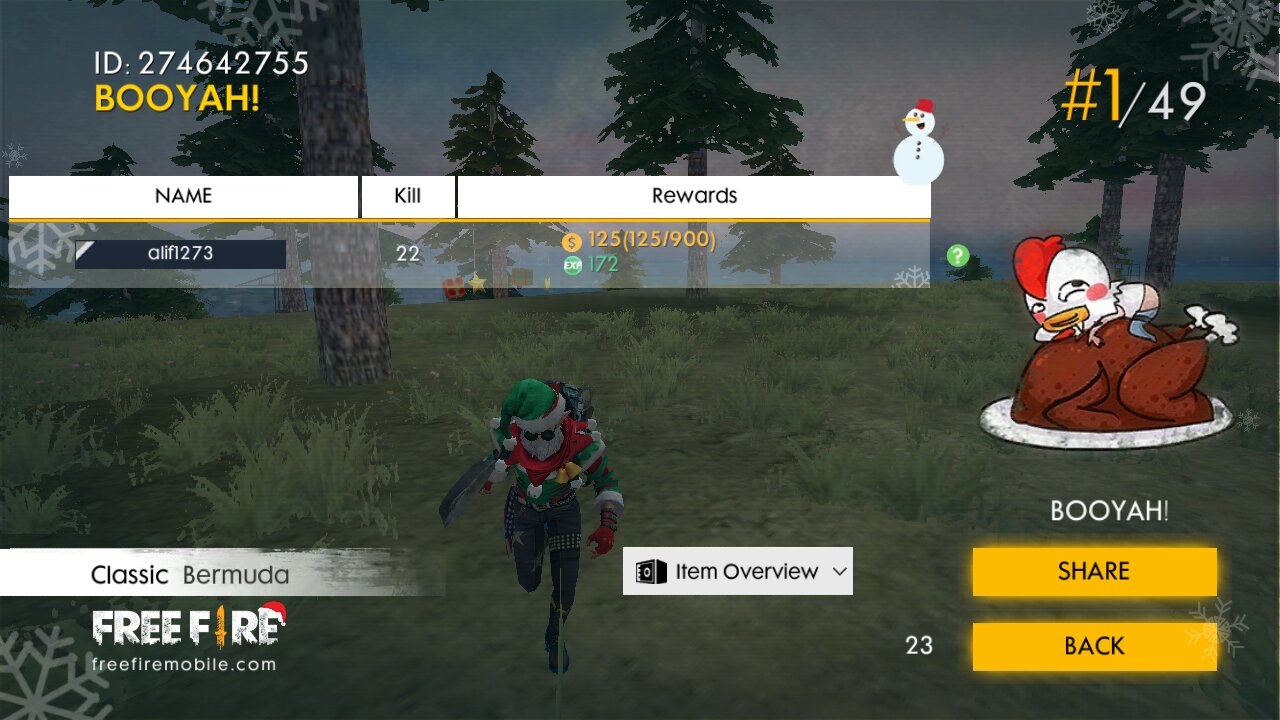 ID: 274642755
BOOYAH!
#1/49
NAME Kill Rewards
alif1273 22 $ 125(125/900)
EXP 172
?
BOOYAH!
Classic Bermuda
Item Overview
SHARE
FREE FIRE
freefiremobile.com
23
BACK